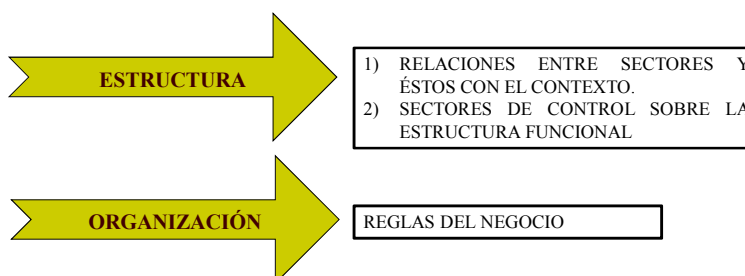 ESTRUCTURA
1) RELACIONES ENTRE SECTORES Y
ÉSTOS CON EL CONTEXTO.
2) SECTORES DE CONTROL SOBRE LA
ESTRUCTURA FUNCIONAL
ORGANIZACIÓN
REGLAS DEL NEGOCIO